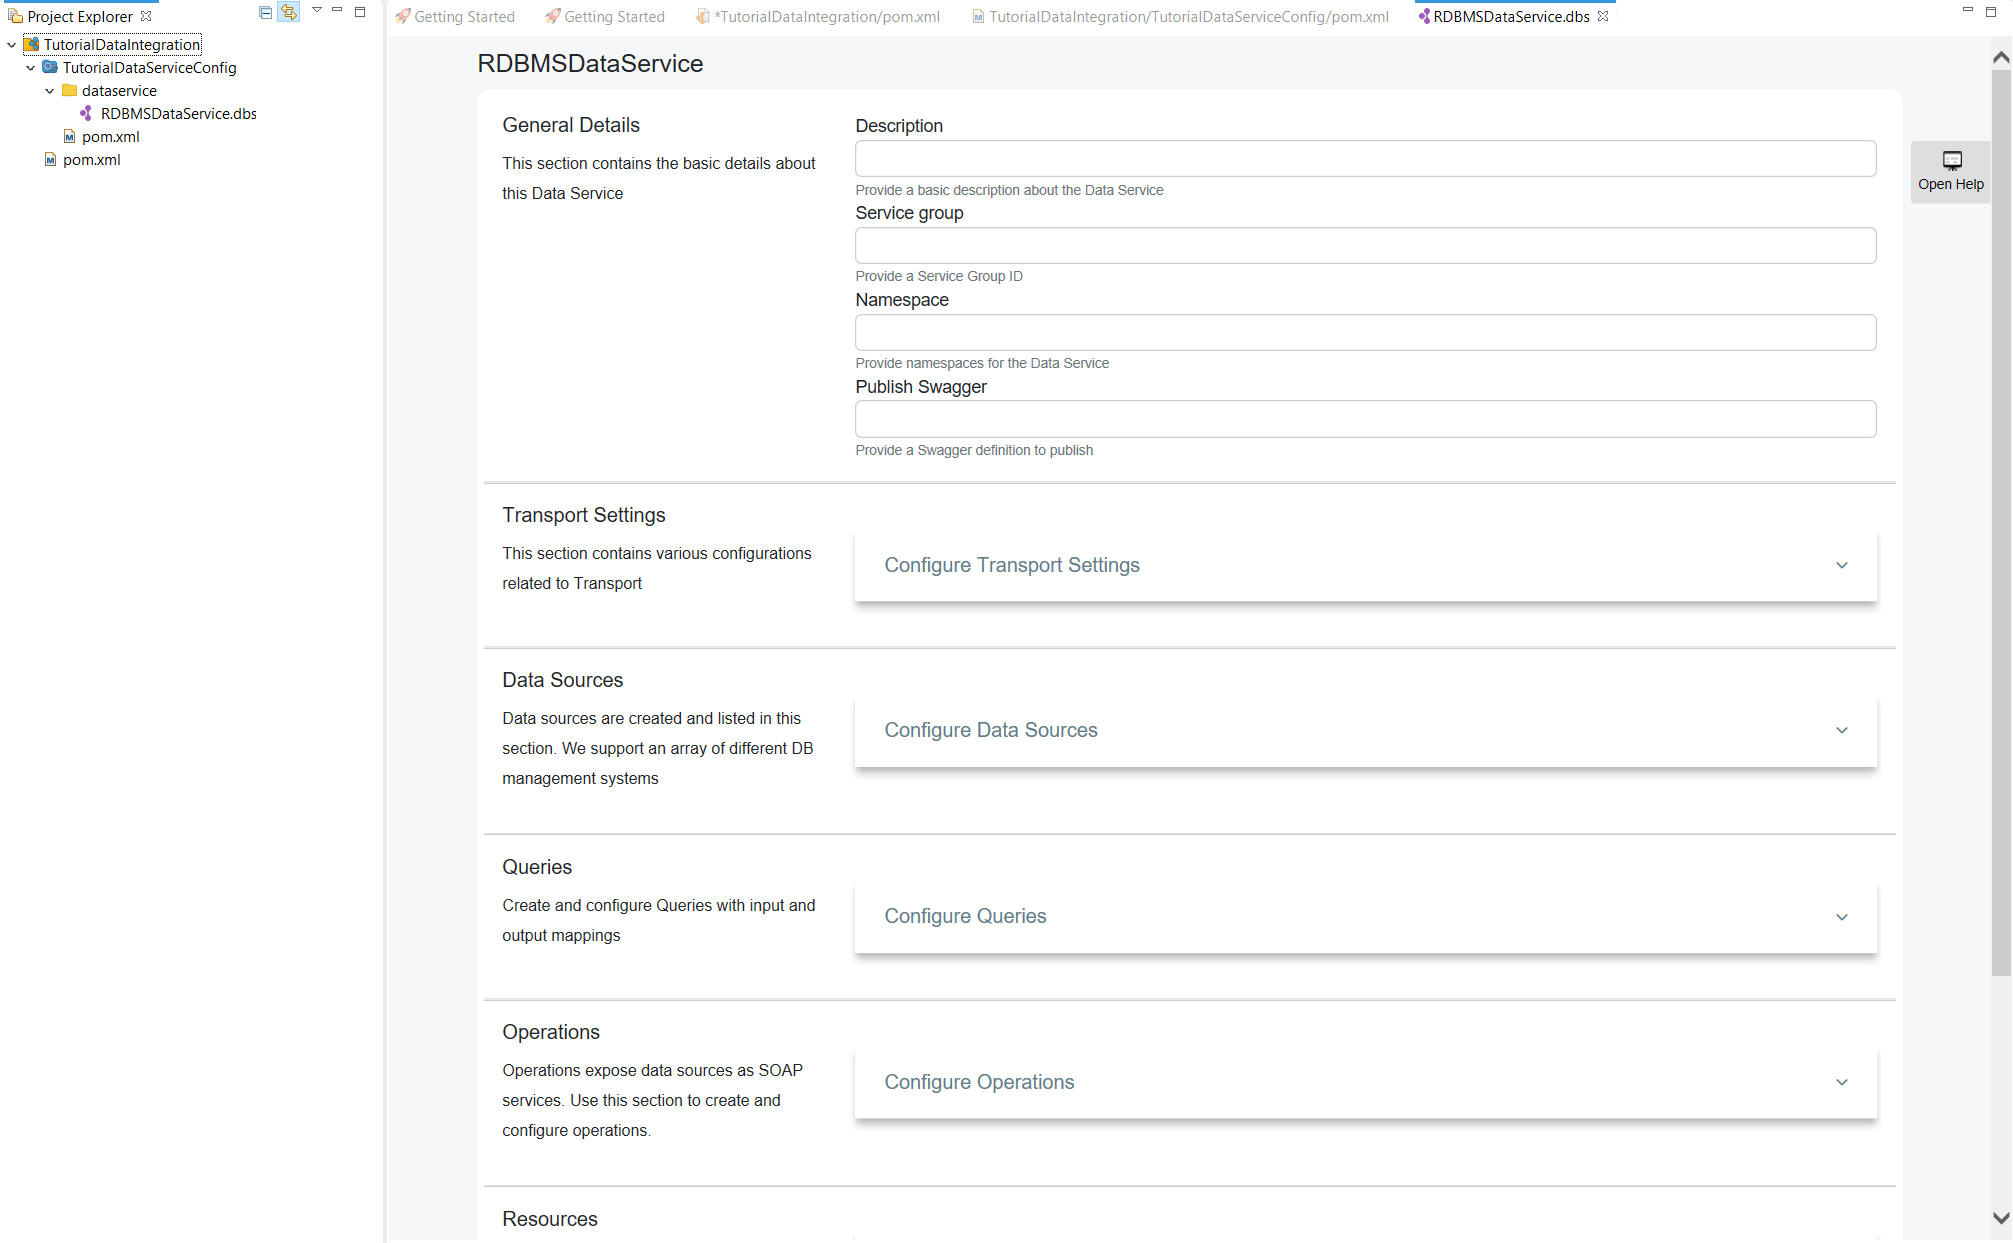 Project Explorer
TutorialDataIntegration
TutorialDataServiceConfig
dataservice
RDBMSDataService.dbs
pom.xml
pom.xml
Getting Started
Getting Started
*TutorialDataIntegration/pom.xml
TutorialDataIntegration/TutorialDataServiceConfig/pom.xml
RDBMSDataService.dbs
RDBMSDataService
General Details
This section contains the basic details about
this Data Service
Description
Provide a basic description about the Data Service
Service group
Provide a Service Group ID
Namespace
Provide namespaces for the Data Service
Publish Swagger
Provide a Swagger definition to publish
Open Help
Transport Settings
This section contains various configurations
related to Transport
Configure Transport Settings
Data Sources
Data sources are created and listed in this
section. We support an array of different DB
management systems
Configure Data Sources
Queries
Create and configure Queries with input and
output mappings
Configure Queries
Operations
Operations expose data sources as SOAP
services. Use this section to create and
configure operations.
Configure Operations
Resources